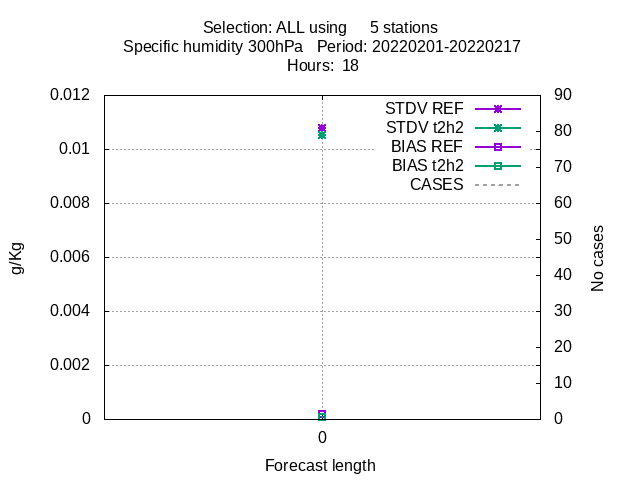 Selection: ALL using     5 stations
Specific humidity 300hPa   Period: 20220201-20220217
Hours:  18
0.012
0.01
0.008
0.006
0.004
0.002
0
90
80
70
60
50
40
30
20
10
0
STDV REF
STDV t2h2
BIAS REF
BIAS t2h2
CASES
g/Kg
No cases
0
Forecast length